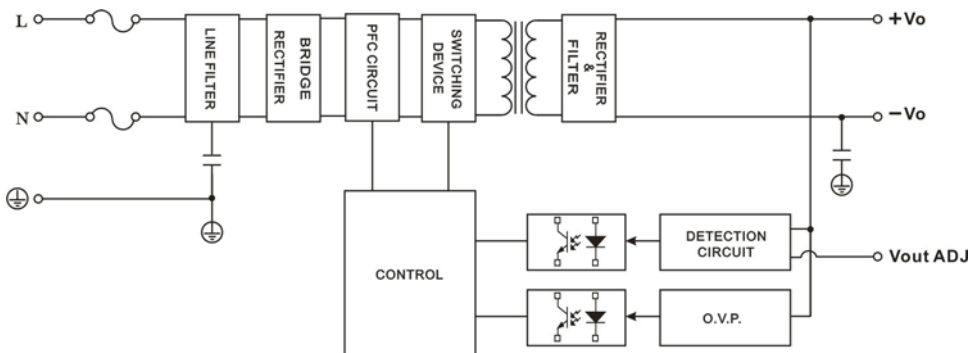 L
N
LINE FILTER
BRIDGE
RECTIFIER
PFC CIRCUIT
SWITCHING
DEVICE
RECTIFIER
&
FILTER
+Vo
−Vo
CONTROL
DETECTION
CIRCUIT
Vout ADJ
O.V.P.